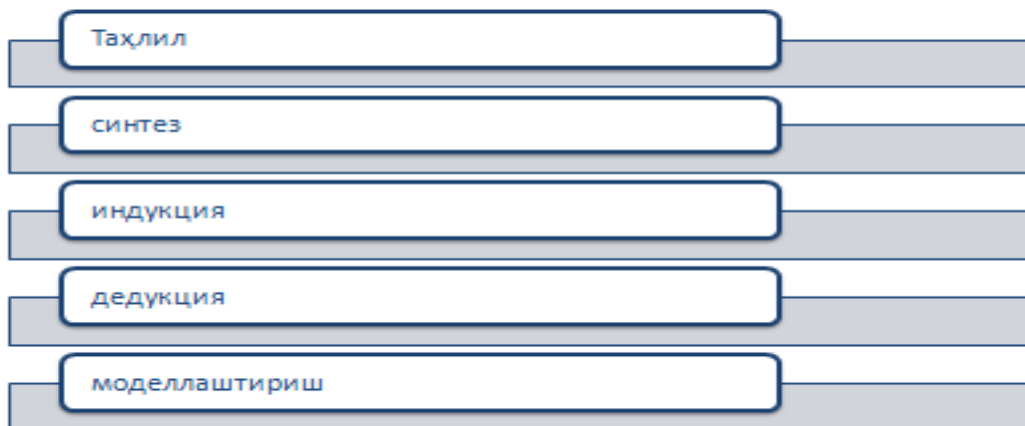 Таҳлил
синтез
индукция
дедукция
моделлаштириш